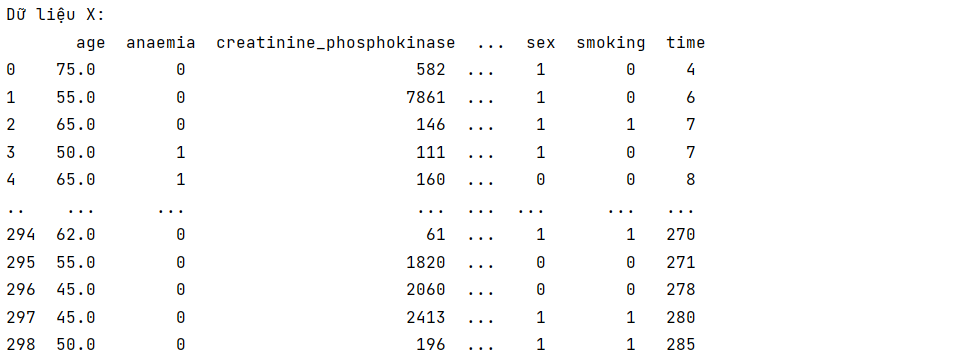 Dữ liệu X:
age anaemia creatinine_phosphokinase ... sex smoking time
0 75.0 0 582 ... 1 0 4
1 55.0 0 7861 ... 1 0 6
2 65.0 0 146 ... 1 1 7
3 50.0 1 111 ... 1 0 7
4 65.0 1 160 ... 0 0 8
.. ... ... ... ... ... ... ...
294 62.0 0 61 ... 1 1 270
295 55.0 0 1820 ... 0 0 271
296 45.0 0 2060 ... 0 0 278
297 45.0 0 2413 ... 1 1 280
298 50.0 0 196 ... 1 1 285